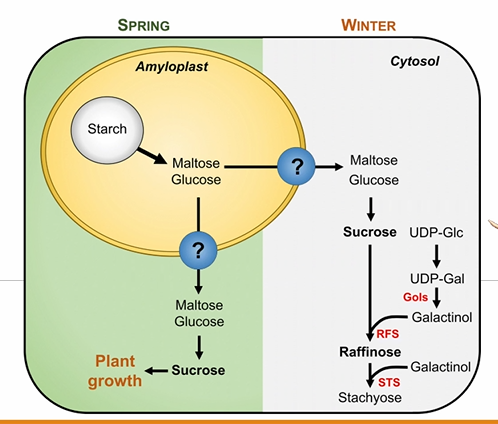 SPRING
WINTER
Amyloplast
Cytosol
Starch
Maltose
Glucose
?
Maltose
Glucose
Sucrose
UDP-Glc
?
UDP-Gal
Gols
Galactinol
RFS
Raffinose
Galactinol
STS
Stachyose
Maltose
Glucose
Sucrose
Plant
growth